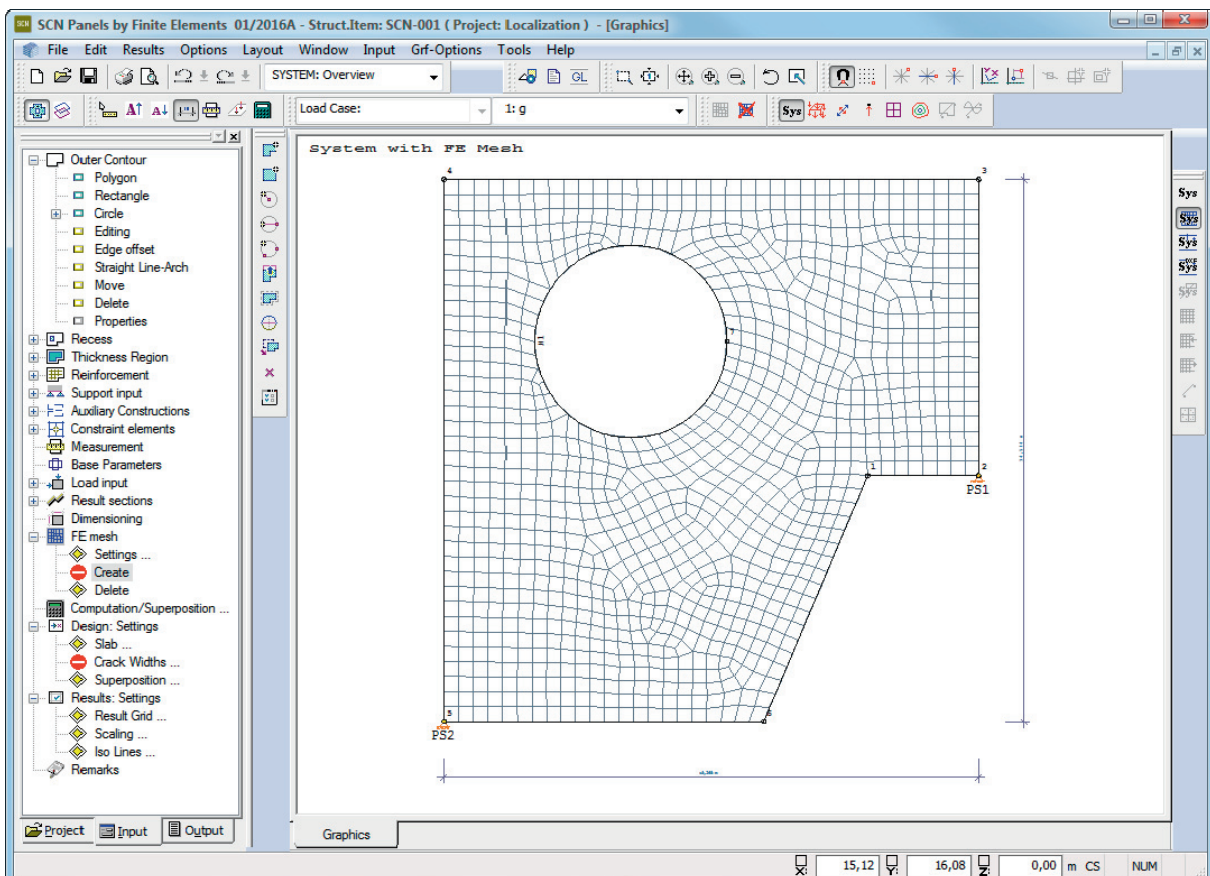 SCN Panels by Finite Elements 01/2016A - Struct.Item: SCN-001 ( Project: Localization ) - [Graphics]
File Edit Results Options Layout Window Input Grf-Options Tools Help
SYSTEM: Overview
GL
Load Case:
1: g
Sys
Outer Contour
Polygon
Rectangle
Circle
Editing
Edge offset
Straight Line-Arch
Move
Delete
Properties
Recess
Thickness Region
Reinforcement
Support input
Auxiliary Constructions
Constraint elements
Measurement
Base Parameters
Load input
Result sections
Dimensioning
FE mesh
Settings ...
Create
Delete
Computation/Superposition ...
Design: Settings
Slab ...
Crack Widths ...
Superposition ...
Results: Settings
Result Grid ...
Scaling ...
Iso Lines ...
Remarks
Project Input Output
System with FE Mesh
4
3
7
1
2
PS1
5
6
PS2
Sys
Sys
Sys
Sys
Sys
Graphics
X: 15,12 Y: 16,08 Z: 0,00 m CS NUM